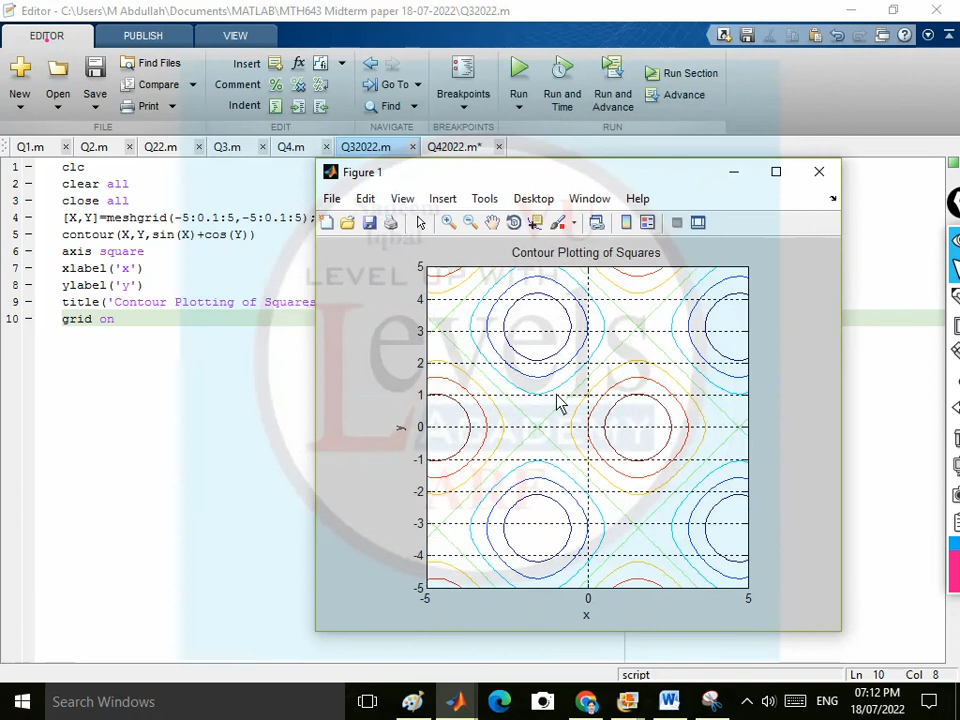 Editor - C:\Users\M Abdullah\Documents\MATLAB\MTH643 Midterm paper 18-07-2022\Q32022.m
EDITOR PUBLISH VIEW
New Open Save Find Files Compare Print
Insert Comment Indent
Go To Find
Breakpoints
Run Run and Time Run and Advance Run Section Advance
FILE EDIT NAVIGATE BREAKPOINTS RUN
Q1.m Q2.m Q22.m Q3.m Q4.m Q32022.m Q42022.m*
1 clc
2 clear all
3 close all
4 [X,Y]=meshgrid(-5:0.1:5,-5:0.1:5);
5 contour(X,Y,sin(X)+cos(Y))
6 axis square
7 xlabel('x')
8 ylabel('y')
9 title('Contour Plotting of Squares
10 grid on
Figure 1
File Edit View Insert Tools Desktop Window Help
Contour Plotting of Squares
5
4
3
2
1
0
-1
-2
-3
-4
-5
y
-5 0 5
x
LEVEL UP WITH
Levels
ACADEMY
script Ln 10 Col 8
Search Windows
ENG
07:12 PM
18/07/2022